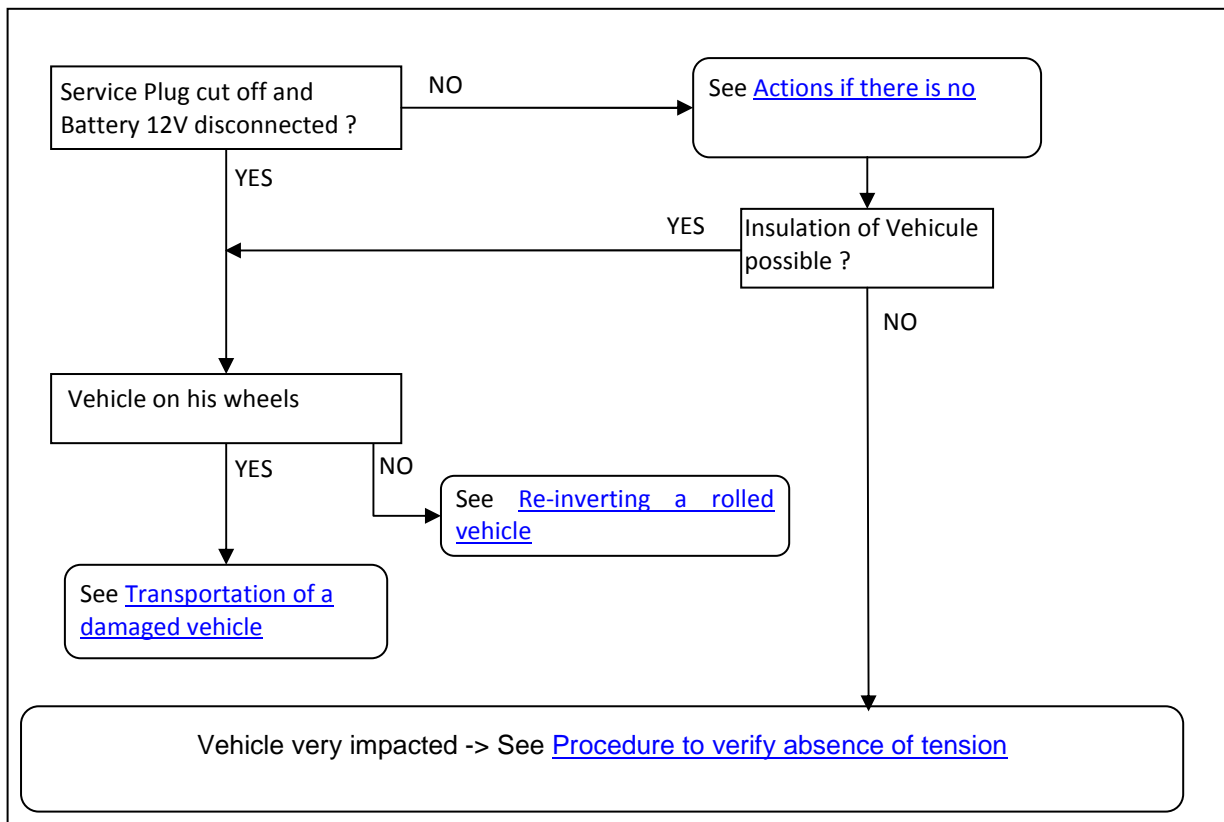 Service Plug cut off and
Battery 12V disconnected ?
NO
See Actions if there is no
YES
YES
Insulation of Vehicule
possible ?
NO
Vehicle on his wheels
YES
NO
See Re-inverting a rolled
vehicle
See Transportation of a
damaged vehicle
Vehicle very impacted -> See Procedure to verify absence of tension